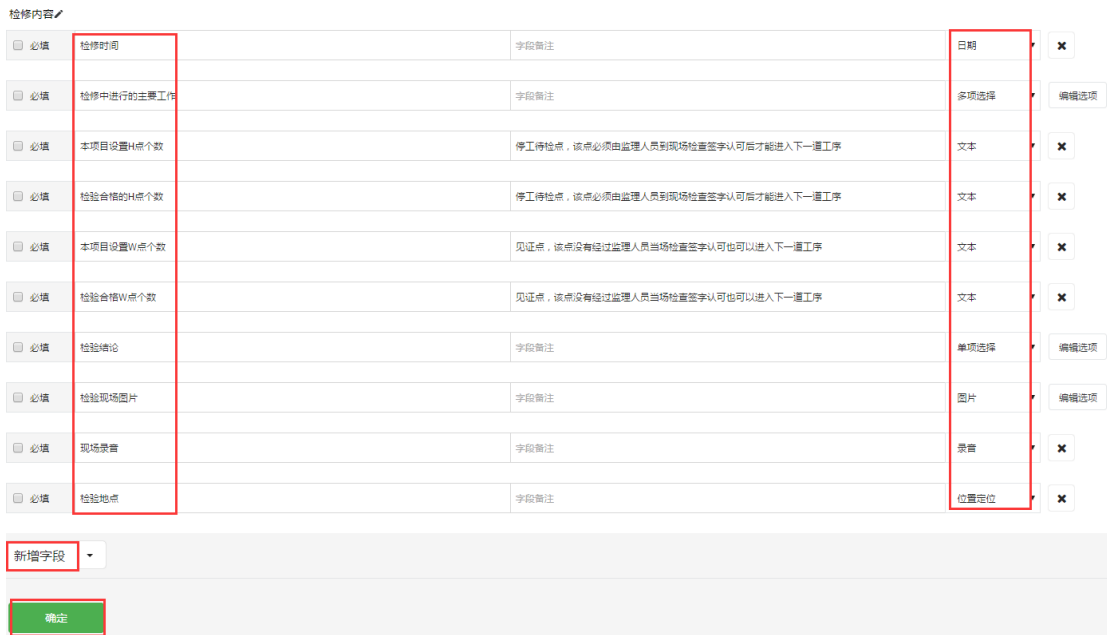 检修内容
必填 检修时间 字段备注 日期
必填 检修中进行的主要工作 字段备注 多项选择 编辑选项
必填 本项目设置H点个数 停工待检点，该点必须由监理人员到现场检查签字认可后才能进入下一道工序 文本
必填 检验合格的H点个数 停工待检点，该点必须由监理人员到现场检查签字认可后才能进入下一道工序 文本
必填 本项目设置W点个数 见证点，该点没有经过监理人员当场检查签字认可也可以进入下一道工序 文本
必填 检验合格W点个数 见证点，该点没有经过监理人员当场检查签字认可也可以进入下一道工序 文本
必填 检验结论 字段备注 单项选择 编辑选项
必填 检验现场图片 字段备注 图片 编辑选项
必填 现场录音 字段备注 录音
必填 检验地点 字段备注 位置定位
新增字段
确定